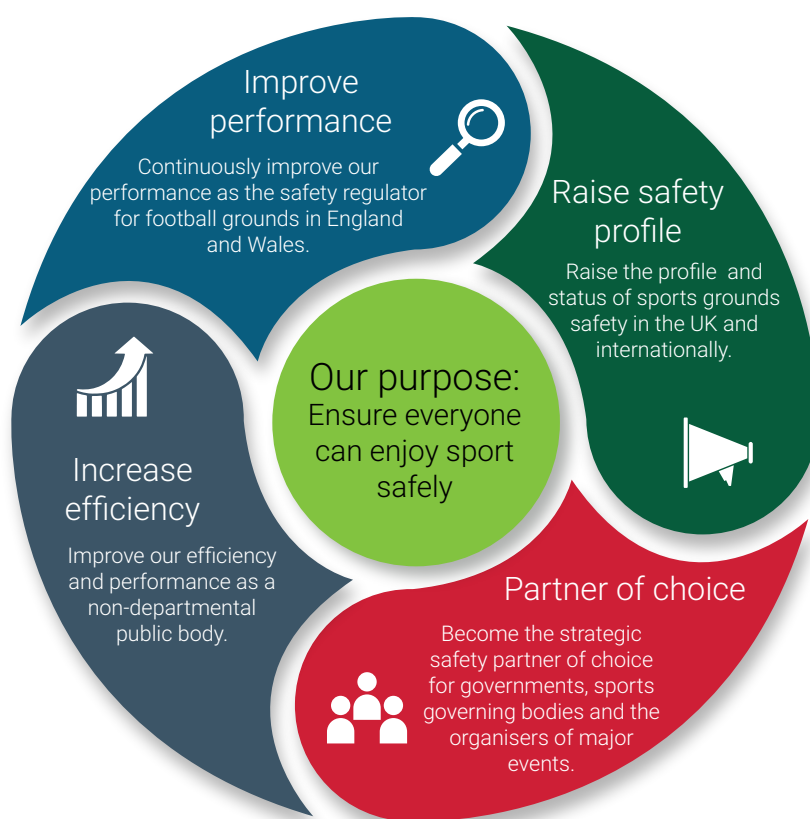 Improve
performance
Continuously improve our
performance as the safety regulator
for football grounds in England
and Wales.
Raise safety
profile
Raise the profile and
status of sports grounds
safety in the UK and
internationally.
Our purpose:
Ensure everyone
can enjoy sport
safely
Increase
efficiency
Improve our efficiency
and performance as a
non-departmental
public body.
Partner of choice
Become the strategic
safety partner of choice
for governments, sports
governing bodies and the
organisers of major
events.